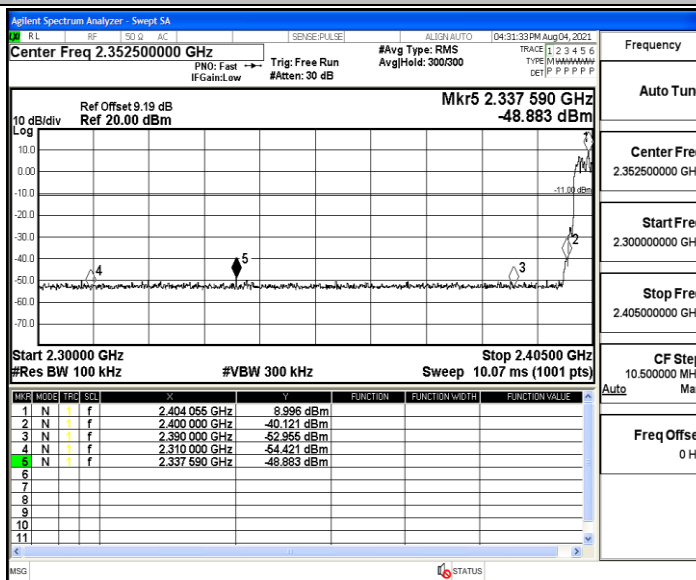 Agilent Spectrum Analyzer - Swept SA
RL RF 50 Ω AC SENSE:PULSE ALIGN AUTO 04:31:33 PM Aug 04, 2021
Center Freq 2.352500000 GHz
PNO: Fast
IFGain:Low
Trig: Free Run
#Atten: 30 dB
#Avg Type: RMS
Avg|Hold: 300/300
TRACE 1 2 3 4 5 6
TYPE M
DET P P P P P P
Ref Offset 9.19 dB
10 dB/div Ref 20.00 dBm
Log
Mkr5 2.337 590 GHz
-48.883 dBm
10.0
0.00
-10.0
-20.0
-30.0
-40.0
-50.0
-60.0
-70.0
-11.00 dBm
4
5
3
2
Start 2.30000 GHz Stop 2.40500 GHz
#Res BW 100 kHz #VBW 300 kHz Sweep 10.07 ms (1001 pts)
MKR MODE TRC SCL X Y FUNCTION FUNCTION WIDTH FUNCTION VALUE
1 N 1 f 2.404 055 GHz 8.996 dBm
2 N 1 f 2.400 000 GHz -40.121 dBm
3 N 1 f 2.390 000 GHz -52.955 dBm
4 N 1 f 2.310 000 GHz -54.421 dBm
5 N 1 f 2.337 590 GHz -48.883 dBm
6
7
8
9
10
11
MSG STATUS
Frequency
Auto Tun
Center Fre
2.352500000 GH
Start Fre
2.300000000 GH
Stop Fre
2.405000000 GH
CF Step
10.500000 MH
Auto Ma
Freq Offse
0 H